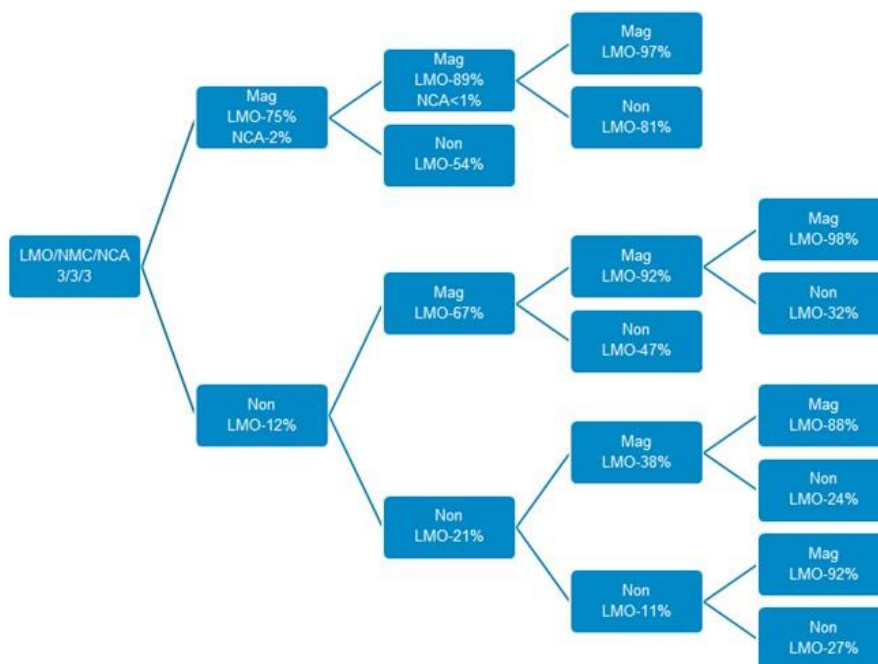 LMO/NMC/NCA
3/3/3
Mag
LMO-75%
NCA-2%
Non
LMO-12%
Mag
LMO-89%
NCA<1%
Non
LMO-54%
Mag
LMO-67%
Non
LMO-21%
Mag
LMO-97%
Non
LMO-81%
Mag
LMO-92%
Non
LMO-47%
Mag
LMO-38%
Non
LMO-11%
Mag
LMO-98%
Non
LMO-32%
Mag
LMO-88%
Non
LMO-24%
Mag
LMO-92%
Non
LMO-27%